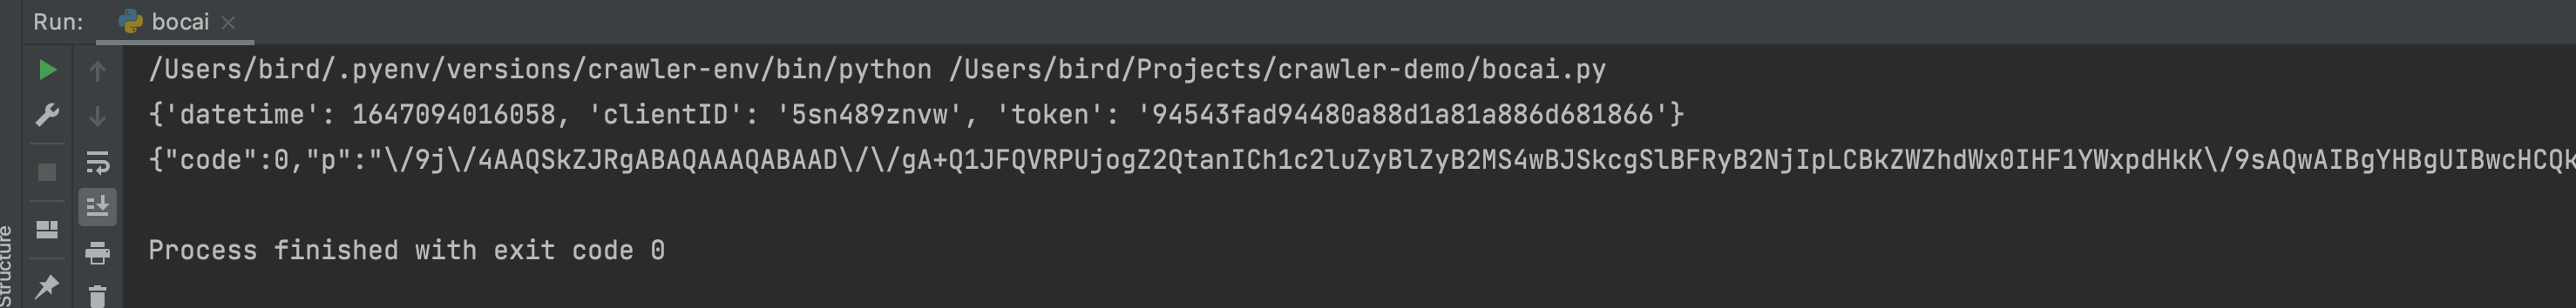 Run: bocai
/Users/bird/.pyenv/versions/crawler-env/bin/python /Users/bird/Projects/crawler-demo/bocai.py
{'datetime': 1647094016058, 'clientID': '5sn489znvw', 'token': '94543fad94480a88d1a81a886d681866'}
{"code":0,"p":"\/9j\/4AAQSkZJRgABAQAAAQABAAD\/\/gA+Q1JFQVRPUjogZ2QtanICh1c2luZyBlZyB2MS4wBJSkcgSlBFRyB2NjIpLCBkZWZhdWx0IHF1YWxpdHkK\/9sAQwAIBgYHBgUIBwcHCQk
Process finished with exit code 0
Structure